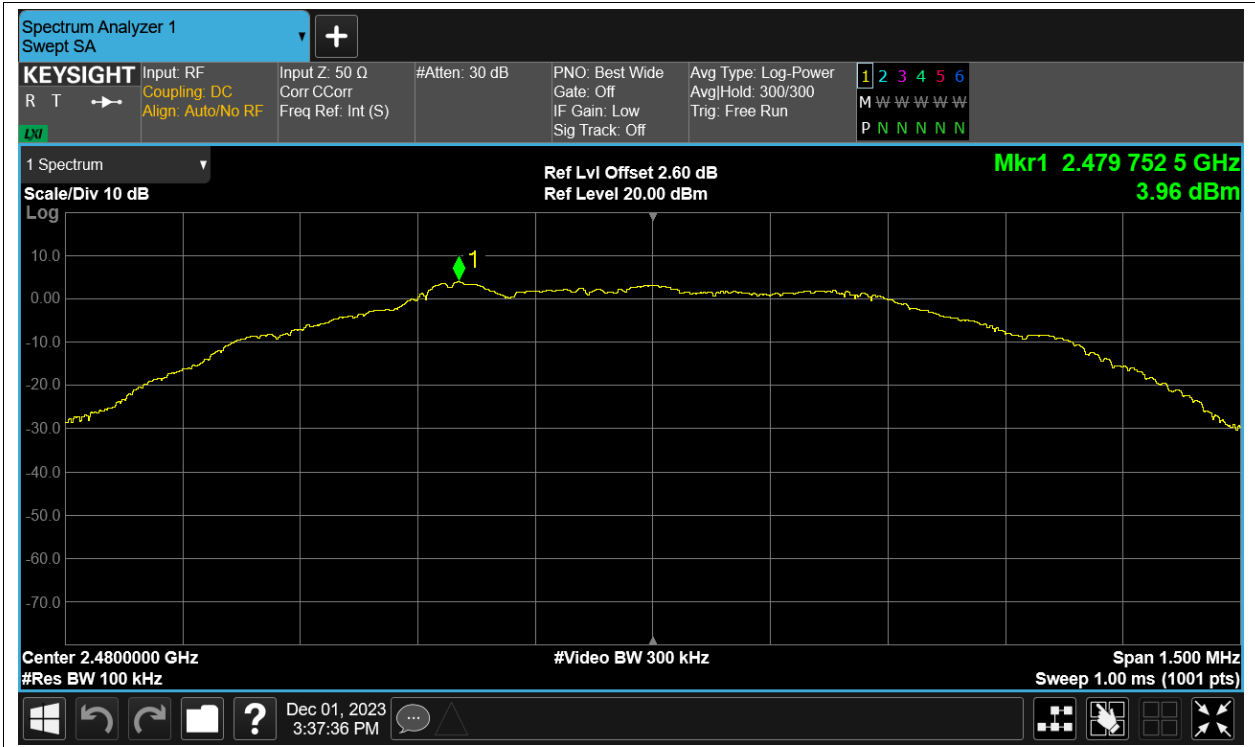 Spectrum Analyzer 1
Swept SA
KEYSIGHT
R T
LXI
Input: RF
Coupling: DC
Align: Auto/No RF
Input Z: 50 Ω
Corr CCorr
Freq Ref: Int (S)
#Atten: 30 dB
PNO: Best Wide
Gate: Off
IF Gain: Low
Sig Track: Off
Avg Type: Log-Power
Avg|Hold: 300/300
Trig: Free Run
1 2 3 4 5 6
M W W W W W
P N N N N N
1 Spectrum
Scale/Div 10 dB
Log
Ref Lvl Offset 2.60 dB
Ref Level 20.00 dBm
Mkr1 2.479 752 5 GHz
3.96 dBm
1
10.0
0.00
-10.0
-20.0
-30.0
-40.0
-50.0
-60.0
-70.0
Center 2.4800000 GHz
#Video BW 300 kHz
Span 1.500 MHz
#Res BW 100 kHz
Sweep 1.00 ms (1001 pts)
?
Dec 01, 2023
3:37:36 PM